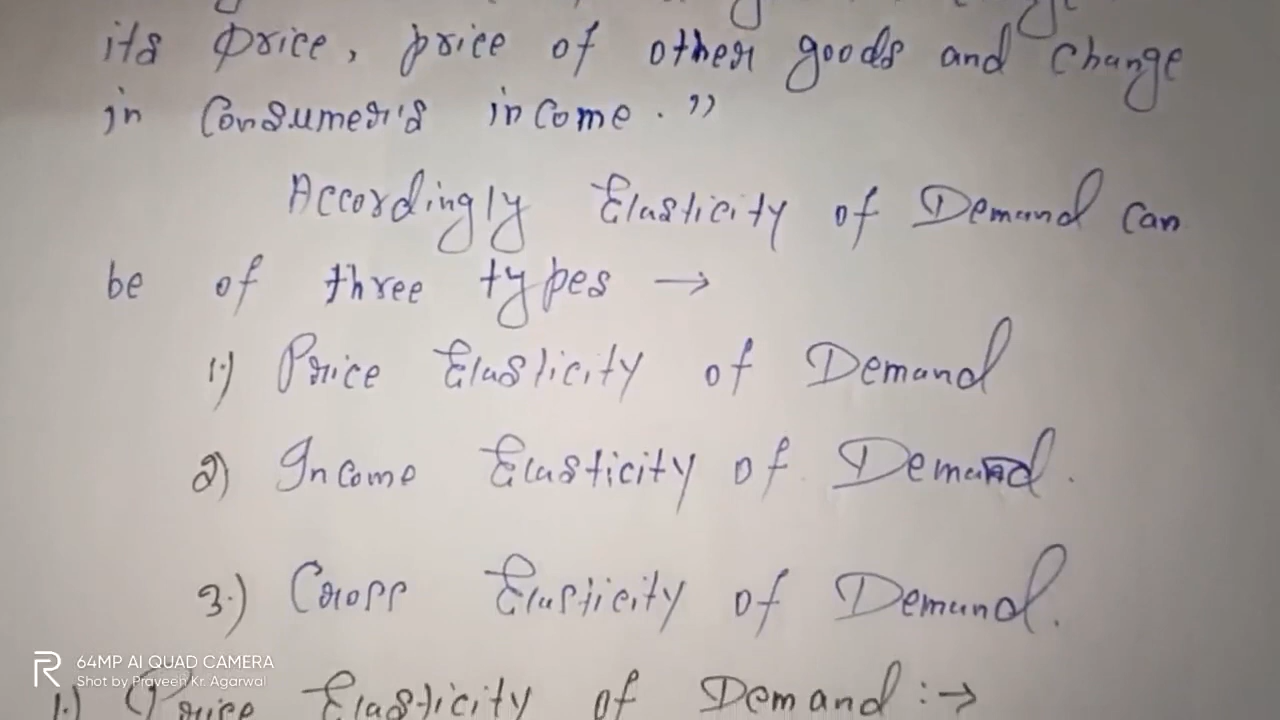 its price, price of other goods and change
in Consumer's income."
Accordingly Elasticity of Demand can
be of three types →
1.) Price Elasticity of Demand
2) Income Elasticity of Demand.
3.) Cross Elasticity of Demand.
1.) Price Elasticity of Demand :→
64MP AI QUAD CAMERA
Shot by Praveen Kr. Agarwal